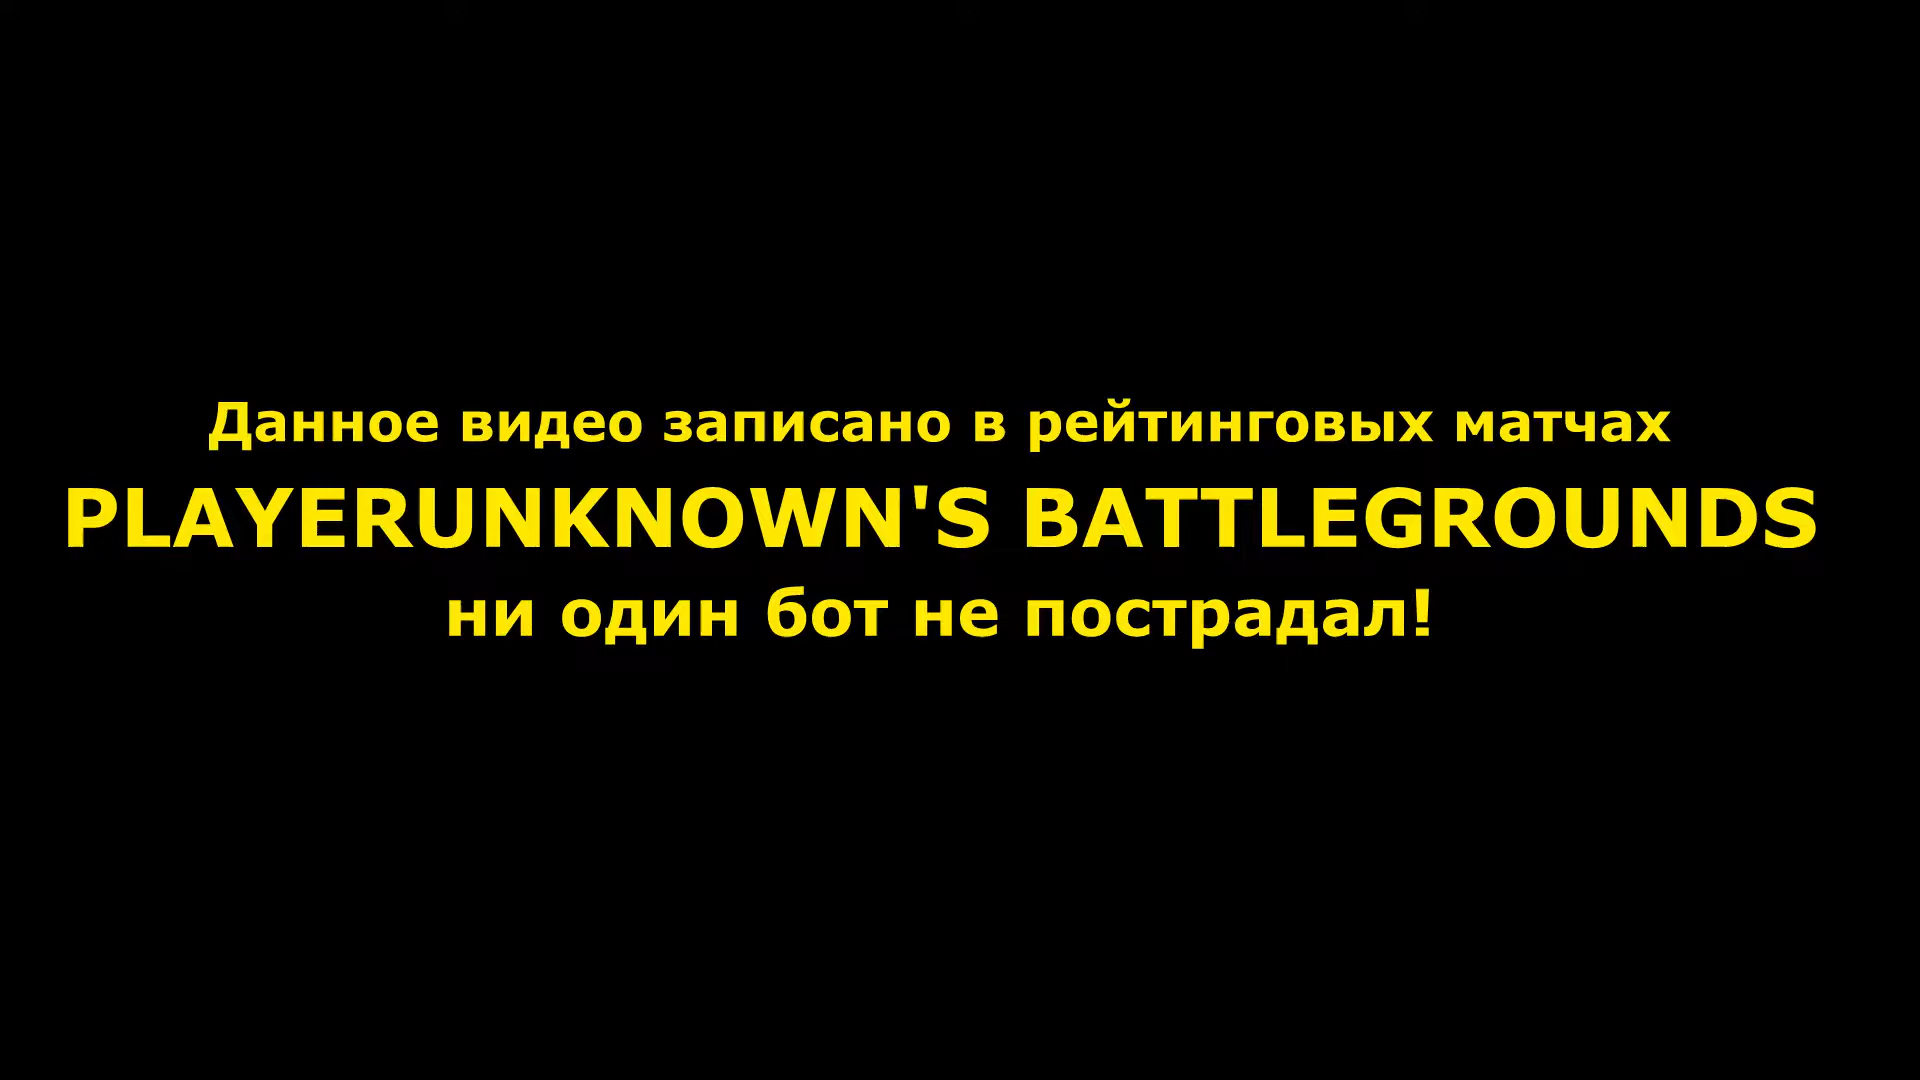 Данное видео записано в рейтинговых матчах
PLAYERUNKNOWN'S BATTLEGROUNDS
ни один бот не пострадал!